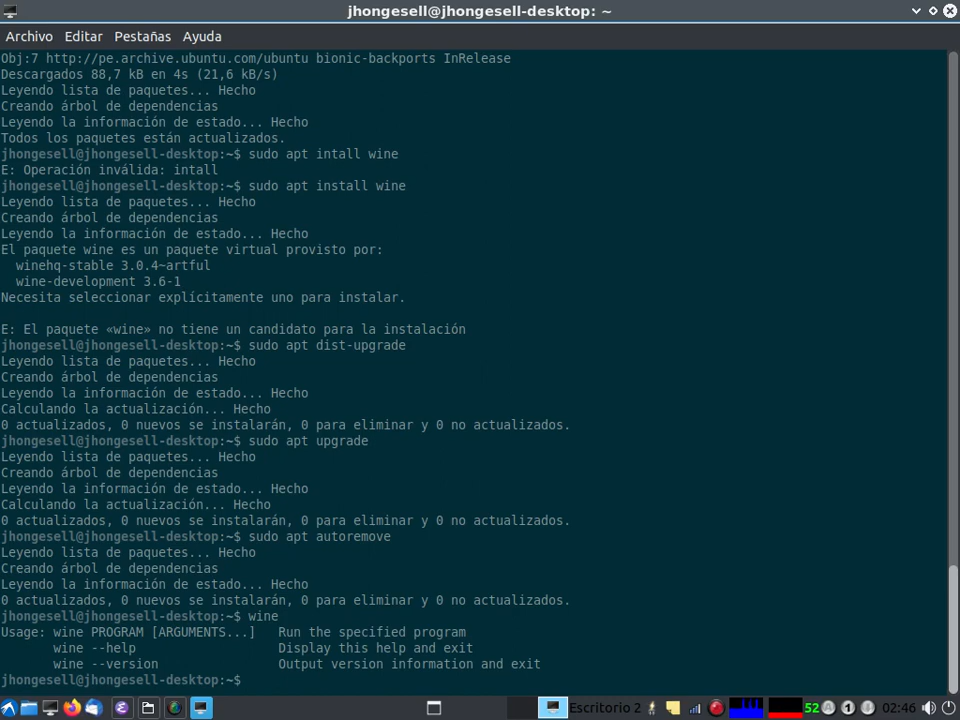 jhongesell@jhongesell-desktop: ~
Archivo Editar Pestañas Ayuda
Obj:7 http://pe.archive.ubuntu.com/ubuntu bionic-backports InRelease
Descargados 88,7 kB en 4s (21,6 kB/s)
Leyendo lista de paquetes... Hecho
Creando árbol de dependencias
Leyendo la información de estado... Hecho
Todos los paquetes están actualizados.
jhongesell@jhongesell-desktop:~$ sudo apt intall wine
E: Operación inválida: intall
jhongesell@jhongesell-desktop:~$ sudo apt install wine
Leyendo lista de paquetes... Hecho
Creando árbol de dependencias
Leyendo la información de estado... Hecho
El paquete wine es un paquete virtual provisto por:
  winehq-stable 3.0.4~artful
  wine-development 3.6-1
Necesita seleccionar explícitamente uno para instalar.
E: El paquete «wine» no tiene un candidato para la instalación
jhongesell@jhongesell-desktop:~$ sudo apt dist-upgrade
Leyendo lista de paquetes... Hecho
Creando árbol de dependencias
Leyendo la información de estado... Hecho
Calculando la actualización... Hecho
0 actualizados, 0 nuevos se instalarán, 0 para eliminar y 0 no actualizados.
jhongesell@jhongesell-desktop:~$ sudo apt upgrade
Leyendo lista de paquetes... Hecho
Creando árbol de dependencias
Leyendo la información de estado... Hecho
Calculando la actualización... Hecho
0 actualizados, 0 nuevos se instalarán, 0 para eliminar y 0 no actualizados.
jhongesell@jhongesell-desktop:~$ sudo apt autoremove
Leyendo lista de paquetes... Hecho
Creando árbol de dependencias
Leyendo la información de estado... Hecho
0 actualizados, 0 nuevos se instalarán, 0 para eliminar y 0 no actualizados.
jhongesell@jhongesell-desktop:~$ wine
Usage: wine PROGRAM [ARGUMENTS...]   Run the specified program
       wine --help                   Display this help and exit
       wine --version                Output version information and exit
jhongesell@jhongesell-desktop:~$
Escritorio 2 52 A 1 02:46